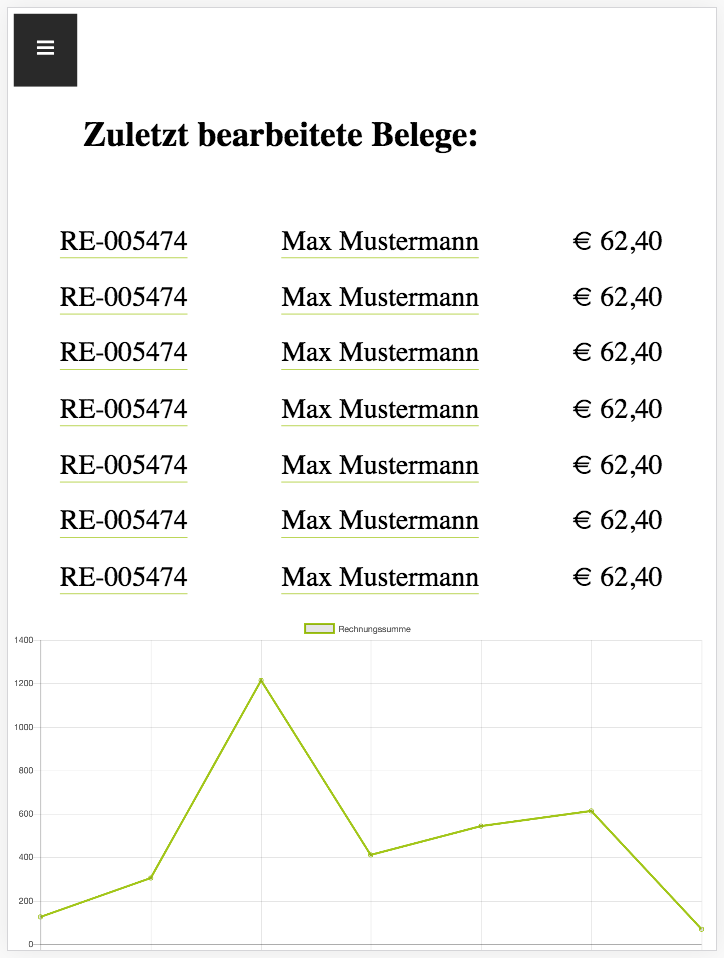 Zuletzt bearbeitete Belege:
RE-005474 Max Mustermann € 62,40
RE-005474 Max Mustermann € 62,40
RE-005474 Max Mustermann € 62,40
RE-005474 Max Mustermann € 62,40
RE-005474 Max Mustermann € 62,40
RE-005474 Max Mustermann € 62,40
RE-005474 Max Mustermann € 62,40
Rechnungssumme
1400
1200
1000
800
600
400
200
0